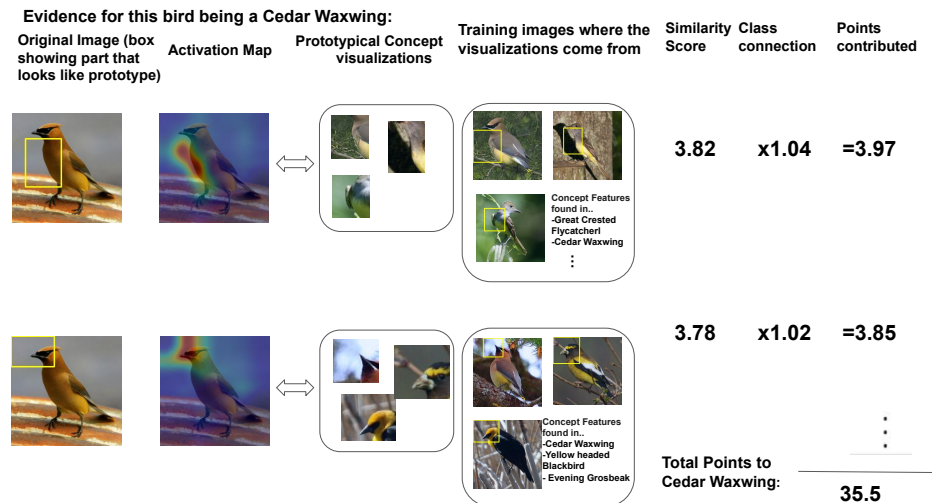 Evidence for this bird being a Cedar Waxwing:
Original Image (box
showing part that
looks like prototype)
Activation Map
Prototypical Concept
visualizations
Training images where the
visualizations come from
Similarity
Score
Class
connection
Points
contributed
Concept Features
found in..
-Great Crested
Flycatcherl
-Cedar Waxwing
3.82
x1.04
=3.97
Concept Features
found in..
-Cedar Waxwing
-Yellow headed
Blackbird
- Evening Grosbeak
3.78
x1.02
=3.85
Total Points to
Cedar Waxwing:
35.5